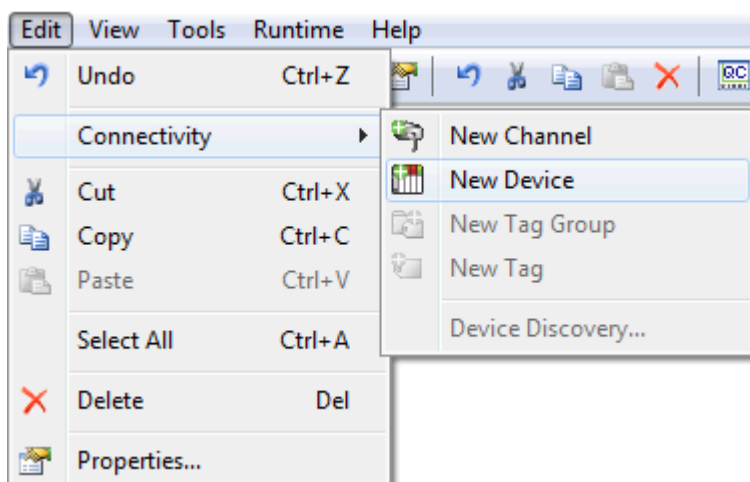 Edit View Tools Runtime Help
Undo Ctrl+Z
QC
Connectivity
New Channel
New Device
Cut Ctrl+X
New Tag Group
Copy Ctrl+C
New Tag
Paste Ctrl+V
Device Discovery...
Select All Ctrl+A
Delete Del
Properties...